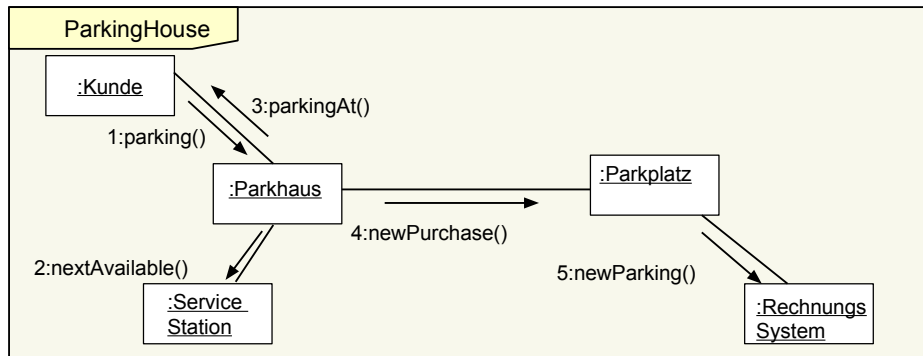 ParkingHouse
:Kunde
3:parkingAt()
1:parking()
:Parkhaus
:Parkplatz
4:newPurchase()
2:nextAvailable()
5:newParking()
:Service
Station
:Rechnungs
System